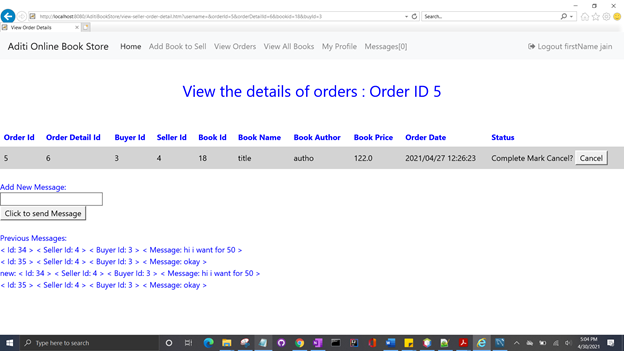 http://localhost:8080/AditiBookStore/view-seller-order-detail.htm?username=&orderId=5&orderDetailId=6&bookId=18&buyId=3
Search...
View Order Details
Aditi Online Book Store Home Add Book to Sell View Orders View All Books My Profile Messages[0] Logout firstName jain
View the details of orders : Order ID 5
Order Id Order Detail Id Buyer Id Seller Id Book Id Book Name Book Author Book Price Order Date Status
5 6 3 4 18 title autho 122.0 2021/04/27 12:26:23 Complete Mark Cancel? Cancel
Add New Message:
Click to send Message
Previous Messages:
< Id: 34 > < Seller Id: 4 > < Buyer Id: 3 > < Message: hi i want for 50 >
< Id: 35 > < Seller Id: 4 > < Buyer Id: 3 > < Message: okay >
new: < Id: 34 > < Seller Id: 4 > < Buyer Id: 3 > < Message: hi i want for 50 >
< Id: 35 > < Seller Id: 4 > < Buyer Id: 3 > < Message: okay >
Type here to search
5:04 PM
4/30/2021